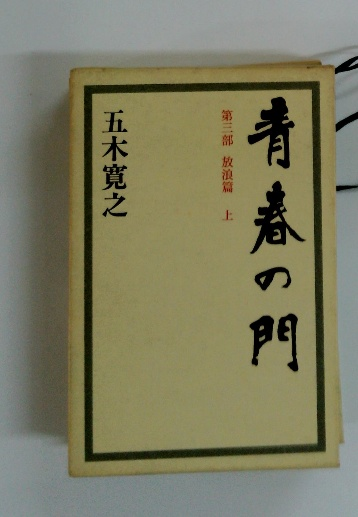 青春の門
第三部 放浪篇 上
五木寛之